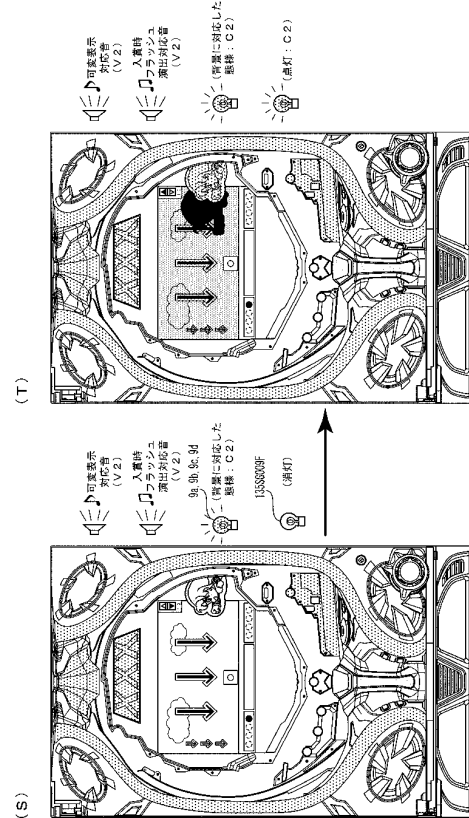 (S)
♪可変表示
対応音
(V2)
入賞時
♫フラッシュ
演出対応音
(V2)
9a, 9b, 9c, 9d
(背景に対応した
態様:C2)
135SG009F
(消灯)
(T)
♪可変表示
対応音
(V2)
入賞時
♫フラッシュ
演出対応音
(V2)
(背景に対応した
態様:C2)
(点灯:C2)